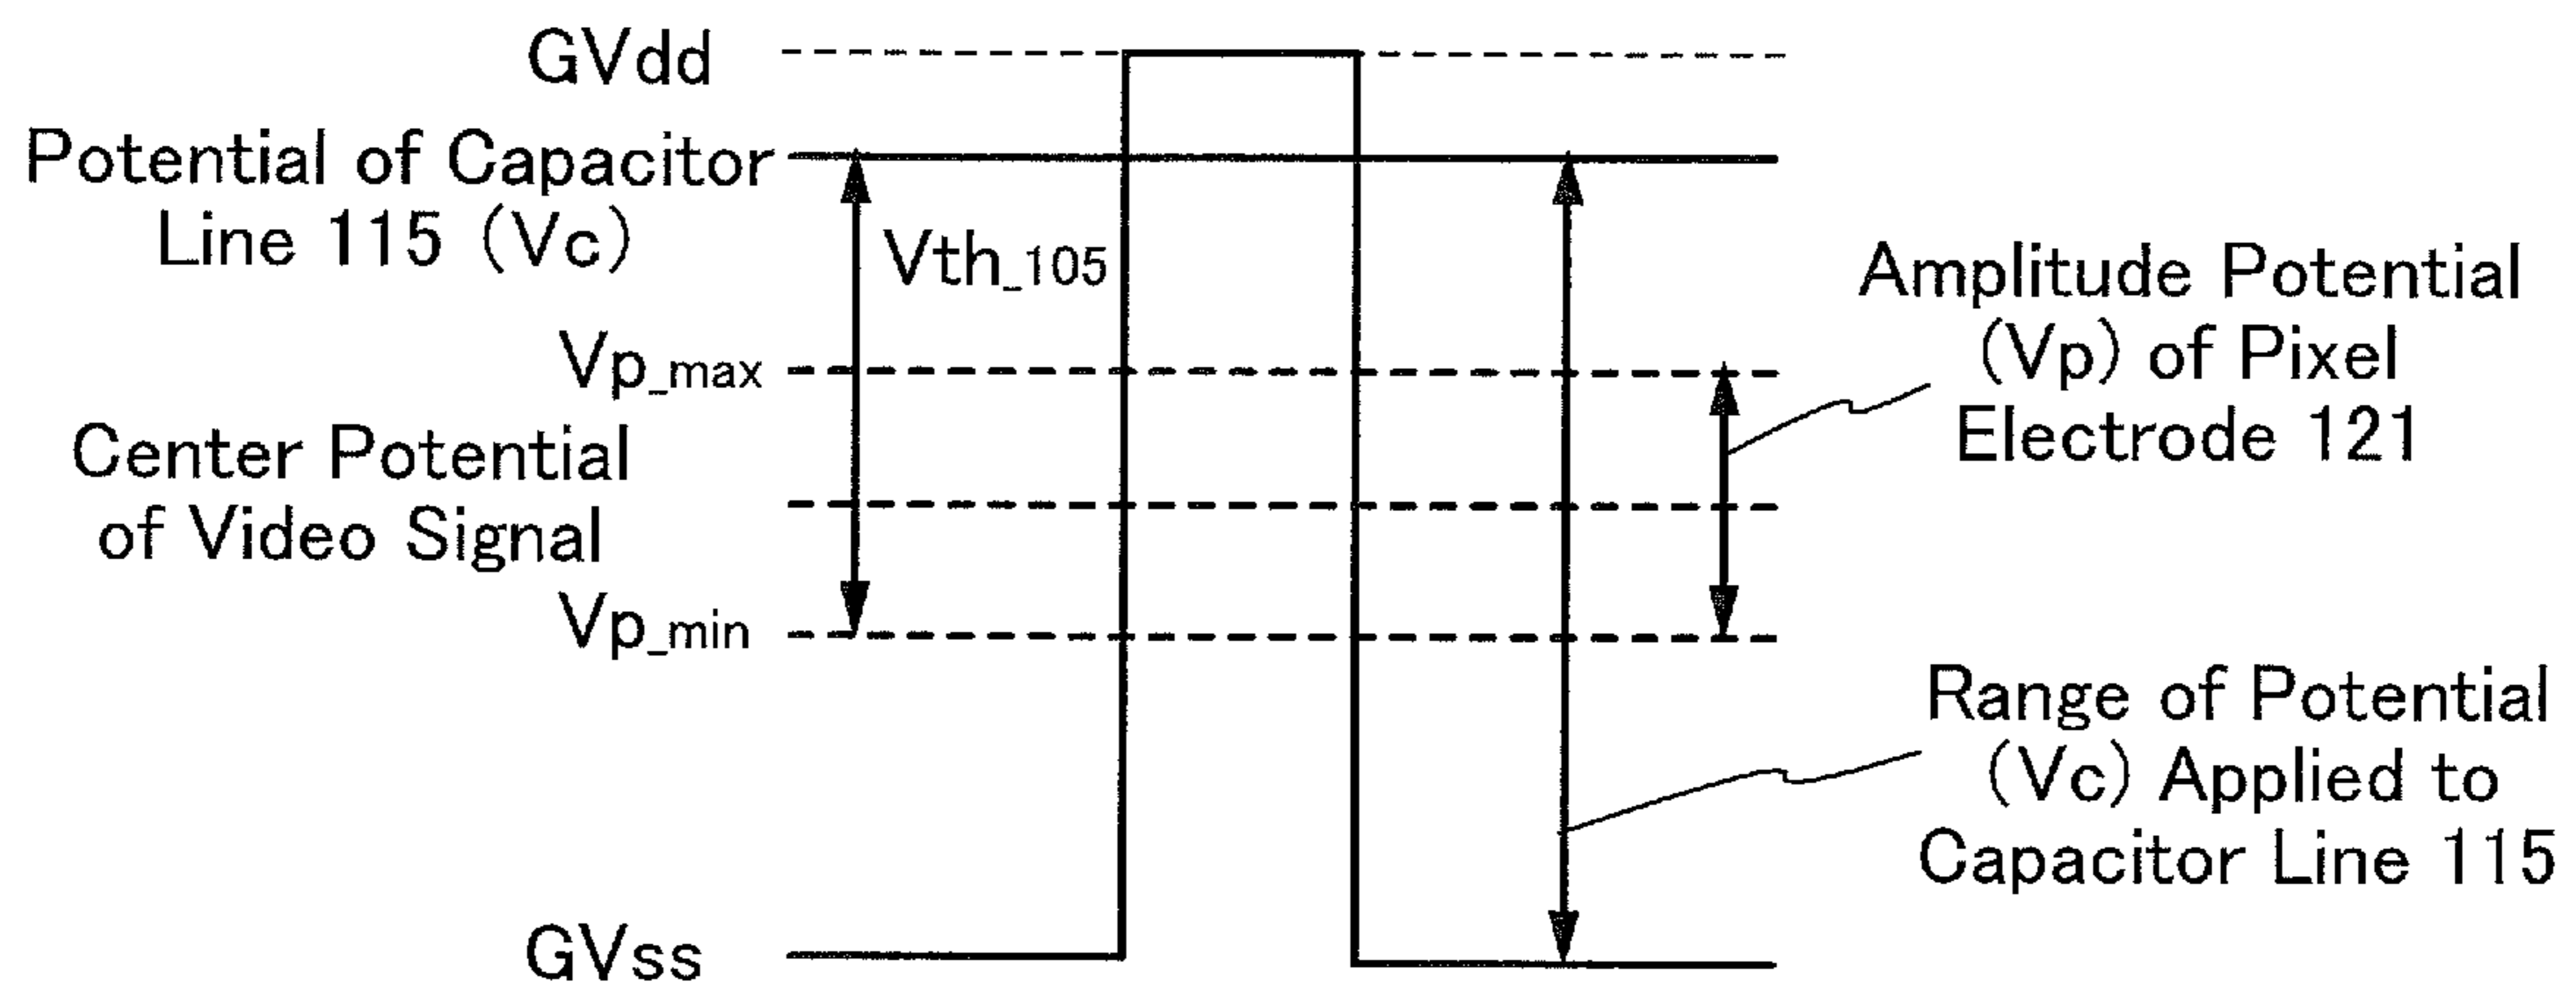 GVdd
Potential of Capacitor
Line 115 (Vc)
Vth_105
Vp_max
Center Potential
of Video Signal
Vp_min
GVss
Amplitude Potential
(Vp) of Pixel
Electrode 121
Range of Potential
(Vc) Applied to
Capacitor Line 115